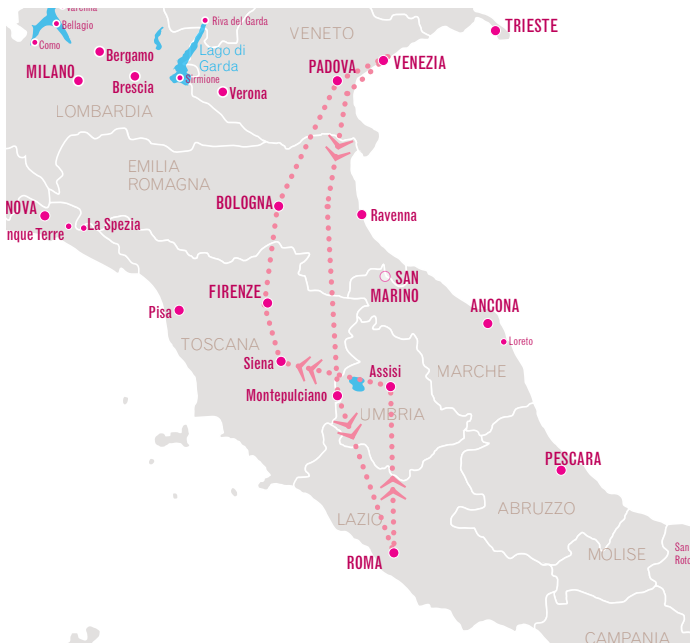 Varenna
Bellagio
Como
Riva del Garda
VENETO
TRIESTE
Bergamo
Lago di
Garda
PADOVA
VENEZIA
MILANO
Brescia
Sirmione
Verona
LOMBARDIA
EMILIA
ROMAGNA
NOVA
BOLOGNA
Ravenna
nque Terre
La Spezia
SAN
MARINO
FIRENZE
ANCONA
Pisa
TOSCANA
Loreto
Siena
Assisi
MARCHE
Montepulciano
UMBRIA
PESCARA
LAZIO
ABRUZZO
ROMA
San
Roto
MOLISE
CAMPANIA